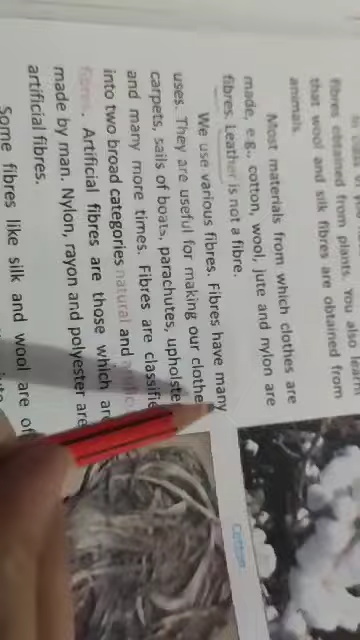 fibres obtained from plants. You also learn
that wool and silk fibres are obtained from
animals.
Most materials from which clothes are
made, e.g., cotton, wool, jute and nylon are
fibres. Leather is not a fibre.
We use various fibres. Fibres have many
uses. They are useful for making our clothe
carpets, sails of boats, parachutes, upholste
and many more times. Fibres are classifie
into two broad categories natural and
fibres. Artificial fibres are those which are
made by man. Nylon, rayon and polyester are
artificial fibres.
Some fibres like silk and wool are of
Cotton